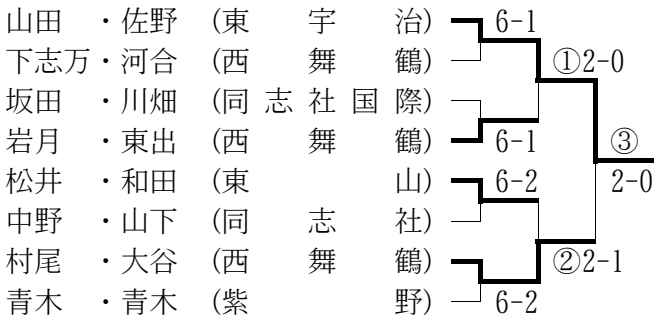 山田 ・佐野 (東宇治) 6-1
下志万・河合 (西舞鶴) ①2-0
坂田 ・川畑 (同志社国際)
岩月 ・東出 (西舞鶴) 6-1 ③
松井 ・和田 (東山) 6-2 2-0
中野 ・山下 (同志社)
村尾 ・大谷 (西舞鶴) ②2-1
青木 ・青木 (紫野) 6-2